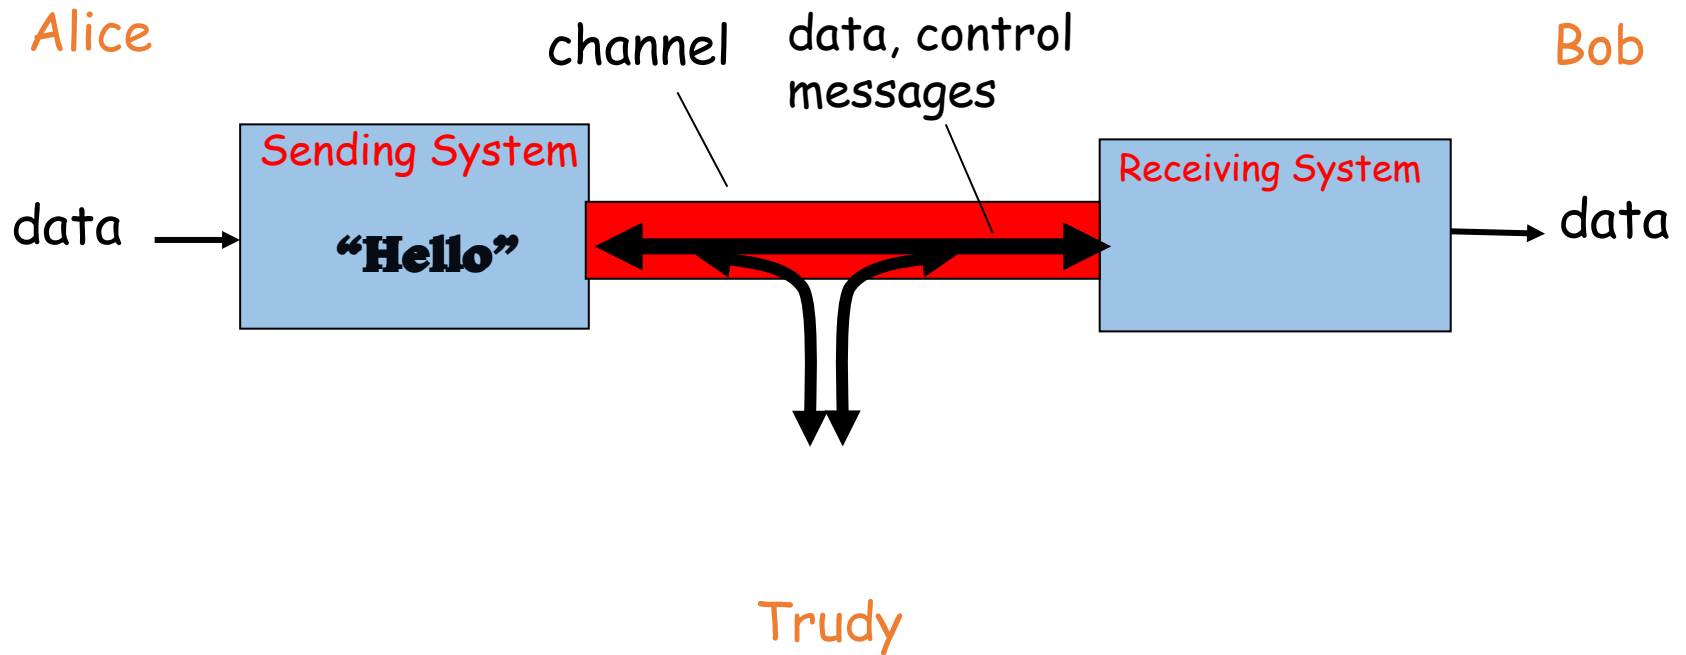 Alice
channel
data, control
messages
Bob
Sending System
Receiving System
data
“Hello”
data
Trudy